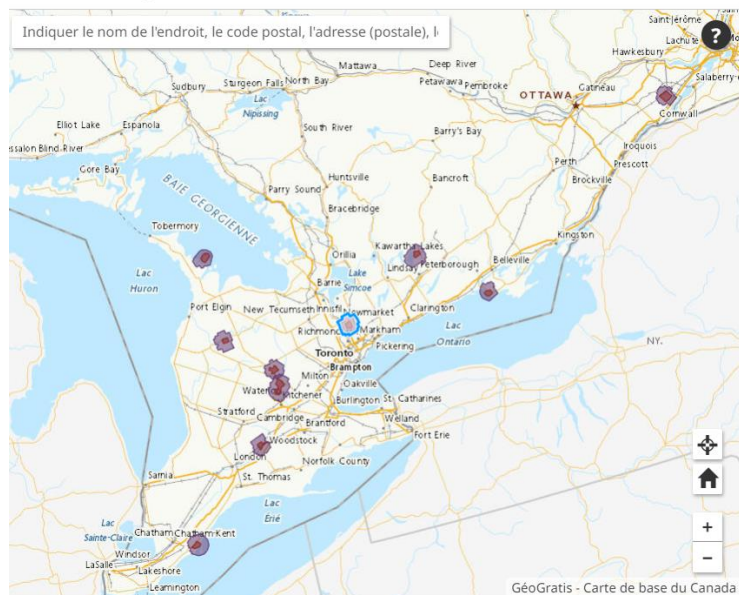 Indiquer le nom de l'endroit, le code postal, l'adresse (postale), l
?
Saint-Jérôme
Lachute
Hawkesbury
Salaberry-
Mattawa
Deep River
Sudbury
Sturgeon Falls
North Bay
Petawawa
Pembroke
OTTAWA
Gatineau
Cornwall
Lac
Nipissing
Elliot Lake
Espanola
South River
Barry's Bay
Iroquois
Prescott
essalon
Blind-River
Perth
Brockville
Gore Bay
BAIE GEORGIENNE
Parry Sound
Huntsville
Bancroft
Bracebridge
Tobermory
Kingston
Orillia
Kawartha Lakes
Belleville
Lac
Huron
Barrie
Lake
Simcoe
Lindsay
Peterborough
Port Elgin
New Tecumseth
Innisfil
Newmarket
Clarington
Richmond
Markham
Pickering
Lac
Ontario
NY.
Toronto
Brampton
Milton
Oakville
Waterloo
Kitchener
Burlington
St. Catharines
Stratford
Cambridge
Brantford
Welland
Woodstock
Fort Erie
London
Norfolk County
Sarnia
St. Thomas
Lac
Érié
Lac
Sainte-Claire
Chatham
Chatham-Kent
Windsor
LaSalle
Lakeshore
Leamington
+
−
GéoGratis - Carte de base du Canada